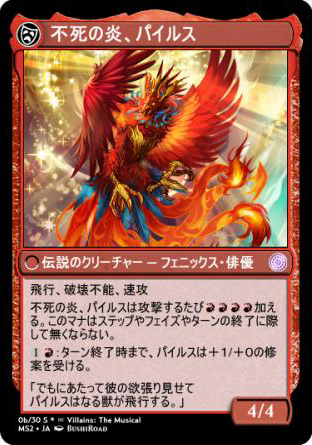 不死の炎、パイルス
伝説のクリーチャー ― フェニックス・俳優
飛行、破壊不能、速攻
不死の炎、パイルスは攻撃するたび加え
る。このマナはステップやフェイズやターンの終了に際
して無くならない。
:ターン終了時まで、パイルスは+1/+0の修
案を受ける。
「でもにあたって彼の欲張り見せて
パイルスはなる獣が飛行する。」
4/4
0b/30 S * Villains: The Musical
MS2 • JA BushiRoad